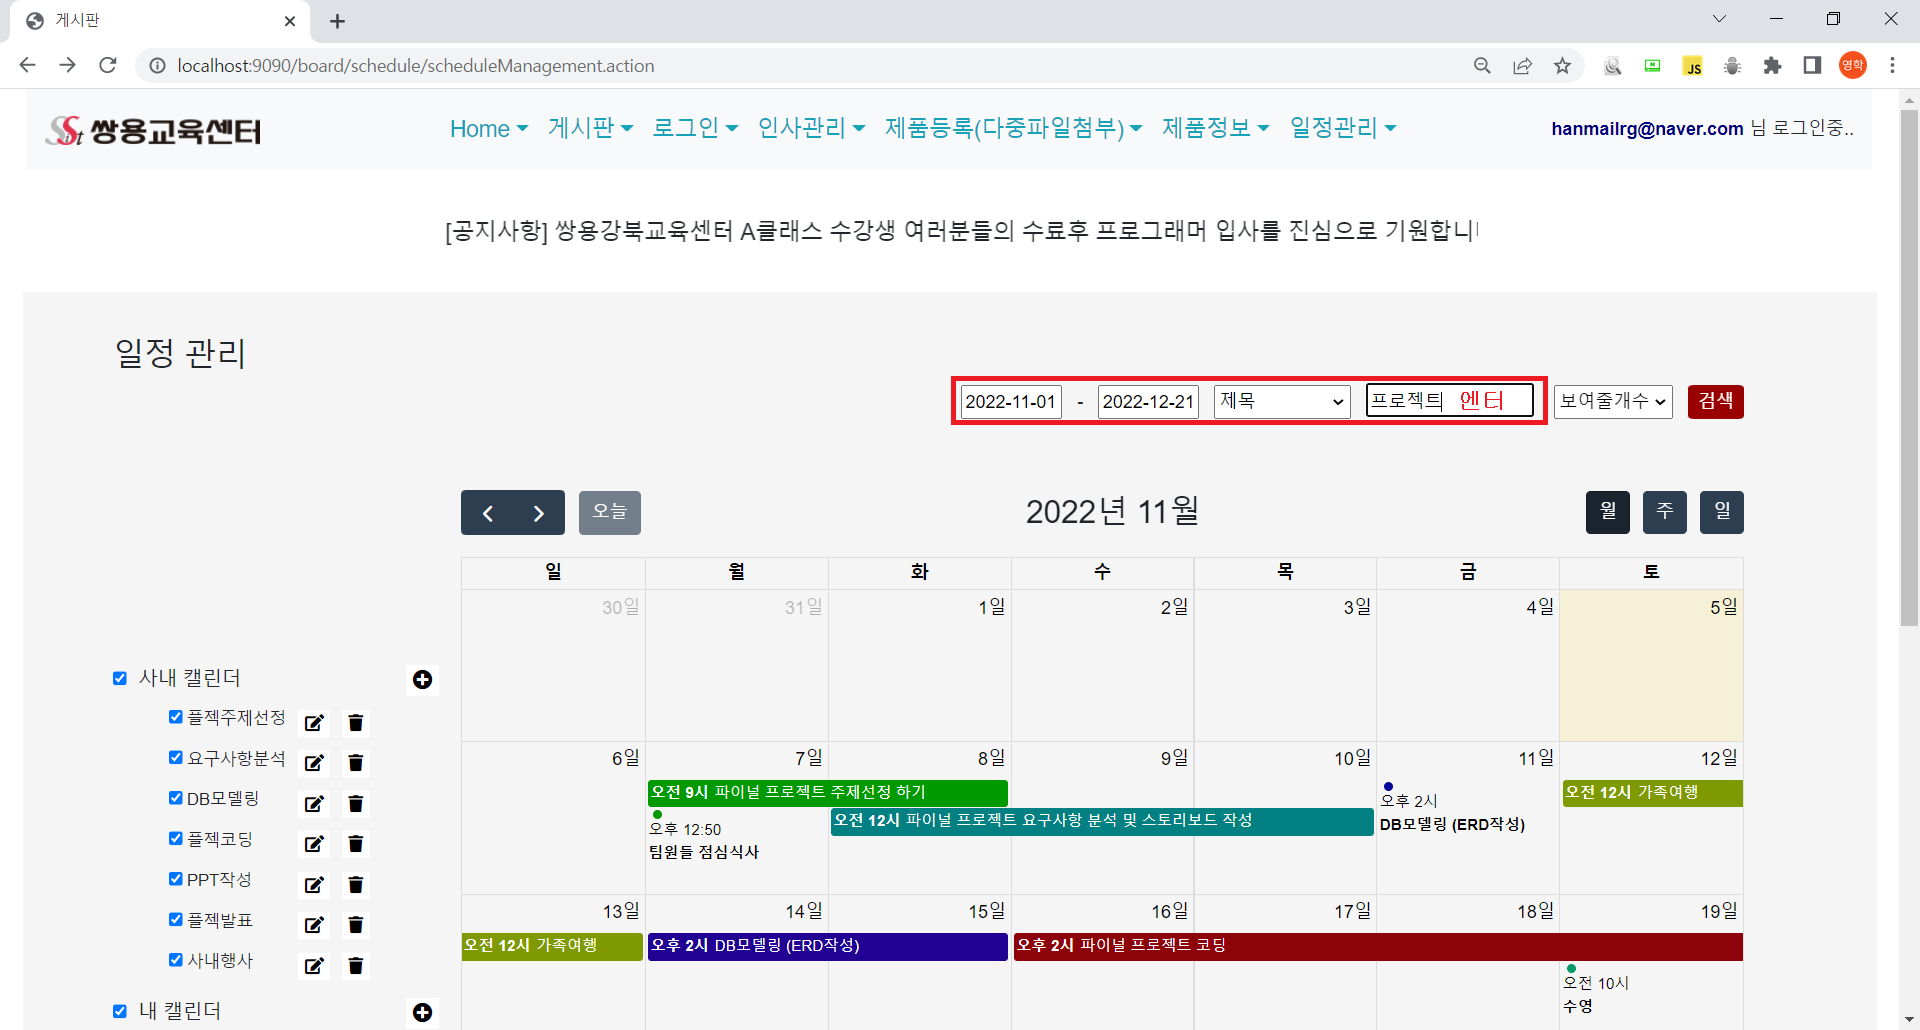 게시판
localhost:9090/board/schedule/scheduleManagement.action
JS
영학
Sist 쌍용교육센터
Home 게시판 로그인 인사관리 제품등록(다중파일첨부) 제품정보 일정관리
hanmailrg@naver.com 님 로그인중..
[공지사항] 쌍용강북교육센터 A클래스 수강생 여러분들의 수료후 프로그래머 입사를 진심으로 기원합니
일정 관리
2022-11-01 - 2022-12-21 제목 프로젝트 엔터 보여줄개수 검색
오늘 2022년 11월 월 주 일
일 월 화 수 목 금 토
30일 31일 1일 2일 3일 4일 5일
사내 캘린더
플젝주제선정
요구사항분석
DB모델링
플젝코딩
PPT작성
플젝발표
사내행사
내 캘린더
6일 7일 8일 9일 10일 11일 12일
오전 9시 파이널 프로젝트 주제선정 하기
오전 12시 파이널 프로젝트 요구사항 분석 및 스토리보드 작성
오후 12:50
팀원들 점심식사
오후 2시
DB모델링 (ERD작성)
오전 12시 가족여행
13일 14일 15일 16일 17일 18일 19일
오전 12시 가족여행
오후 2시 DB모델링 (ERD작성)
오후 2시 파이널 프로젝트 코딩
오전 10시
수영